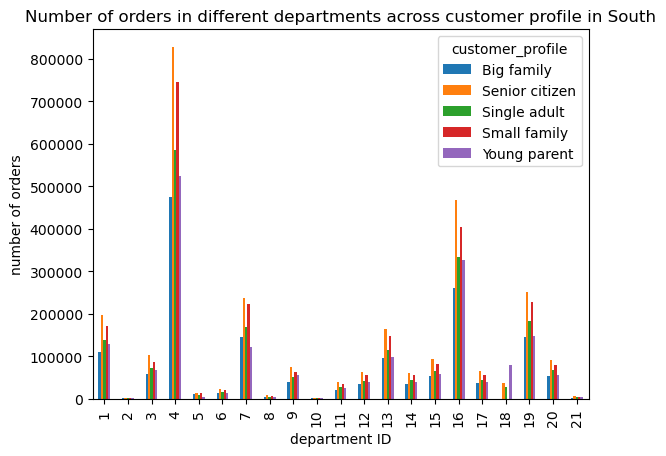 Number of orders in different departments across customer profile in South
customer_profile
Big family
Senior citizen
Single adult
Small family
Young parent
number of orders
800000
700000
600000
500000
400000
300000
200000
100000
0
1 2 3 4 5 6 7 8 9 10 11 12 13 14 15 16 17 18 19 20 21
department ID